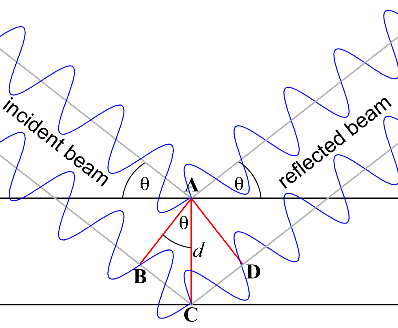 incident beam
reflected beam
θ
A
θ
θ
d
B
D
C